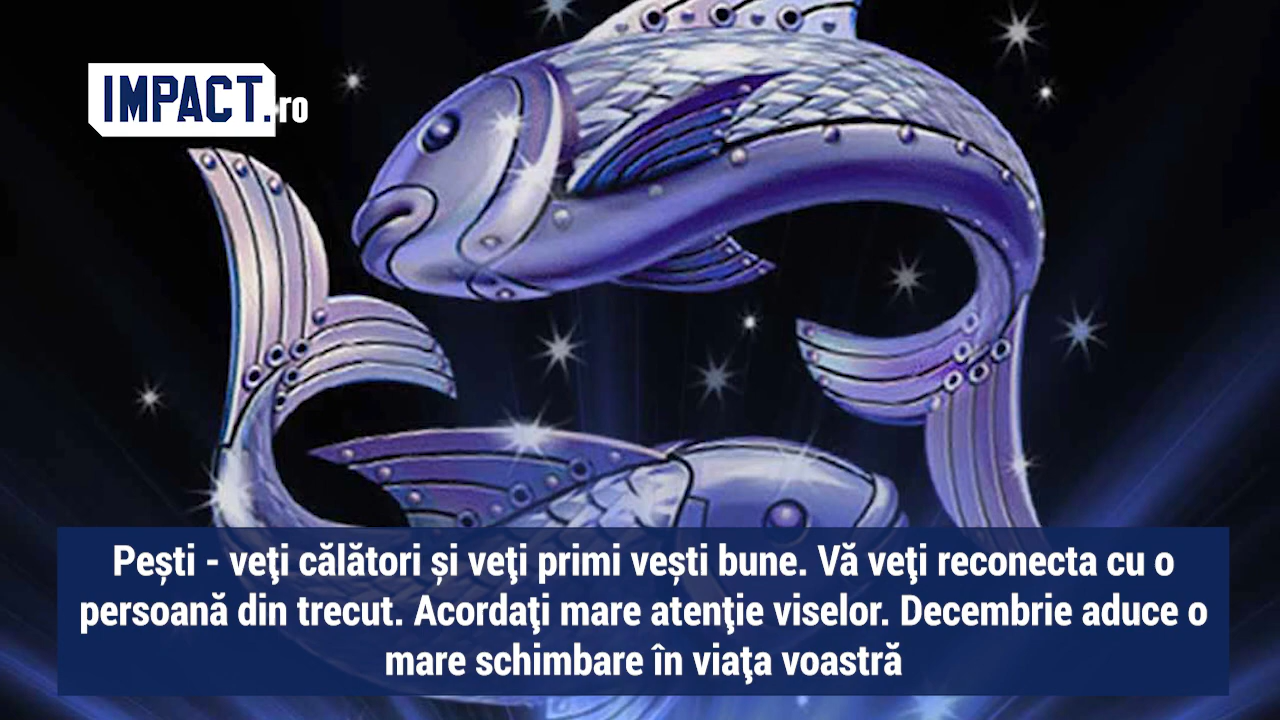 IMPACT.ro
Pești - veţi călători și veţi primi vești bune. Vă veţi reconecta cu o
persoană din trecut. Acordaţi mare atenţie viselor. Decembrie aduce o
mare schimbare în viaţa voastră